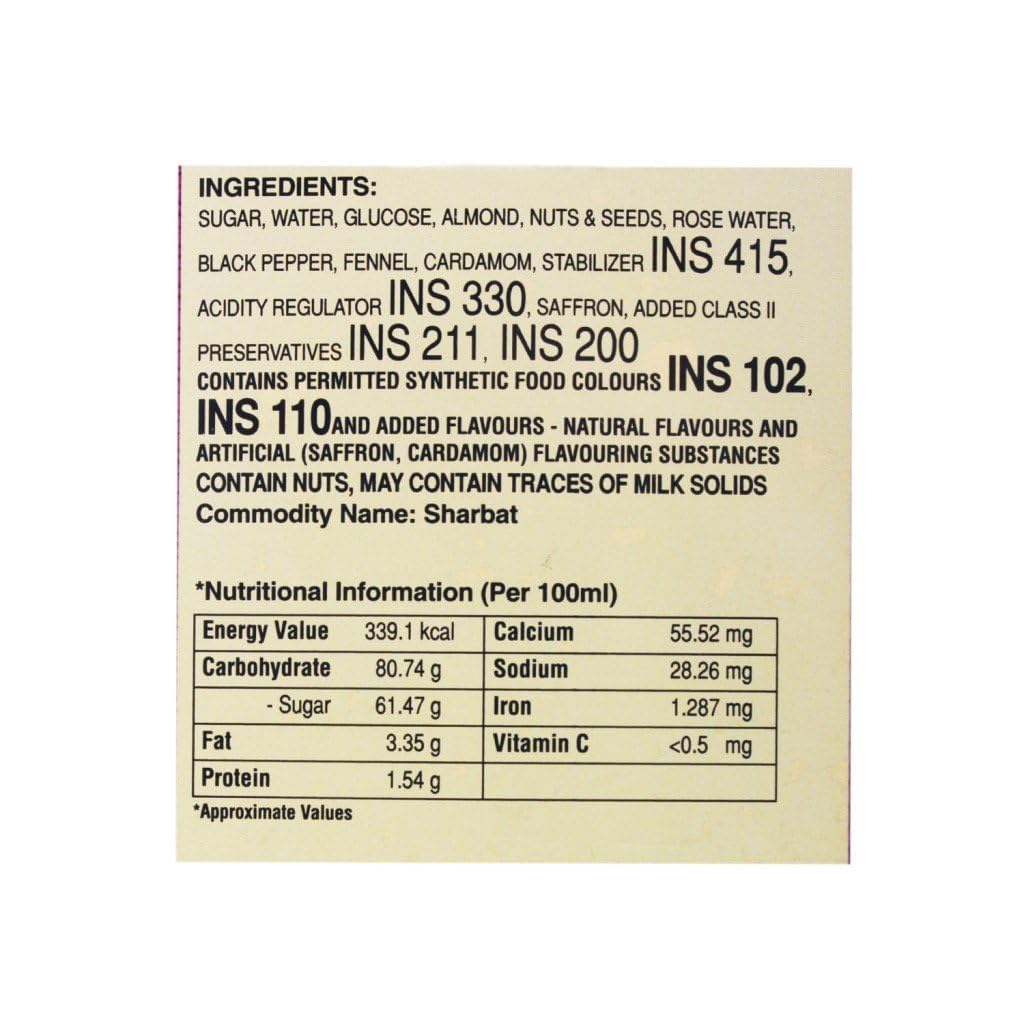 INGREDIENTS:
SUGAR, WATER, GLUCOSE, ALMOND, NUTS & SEEDS, ROSE WATER,
BLACK PEPPER, FENNEL, CARDAMOM, STABILIZER INS 415,
ACIDITY REGULATOR INS 330, SAFFRON, ADDED CLASS II
PRESERVATIVES INS 211, INS 200
CONTAINS PERMITTED SYNTHETIC FOOD COLOURS INS 102,
INS 110 AND ADDED FLAVOURS - NATURAL FLAVOURS AND
ARTIFICIAL (SAFFRON, CARDAMOM) FLAVOURING SUBSTANCES
CONTAIN NUTS, MAY CONTAIN TRACES OF MILK SOLIDS
Commodity Name: Sharbat
*Nutritional Information (Per 100ml)
Energy Value 339.1 kcal Calcium 55.52 mg
Carbohydrate 80.74 g Sodium 28.26 mg
- Sugar 61.47 g Iron 1.287 mg
Fat 3.35 g Vitamin C <0.5 mg
Protein 1.54 g
*Approximate Values